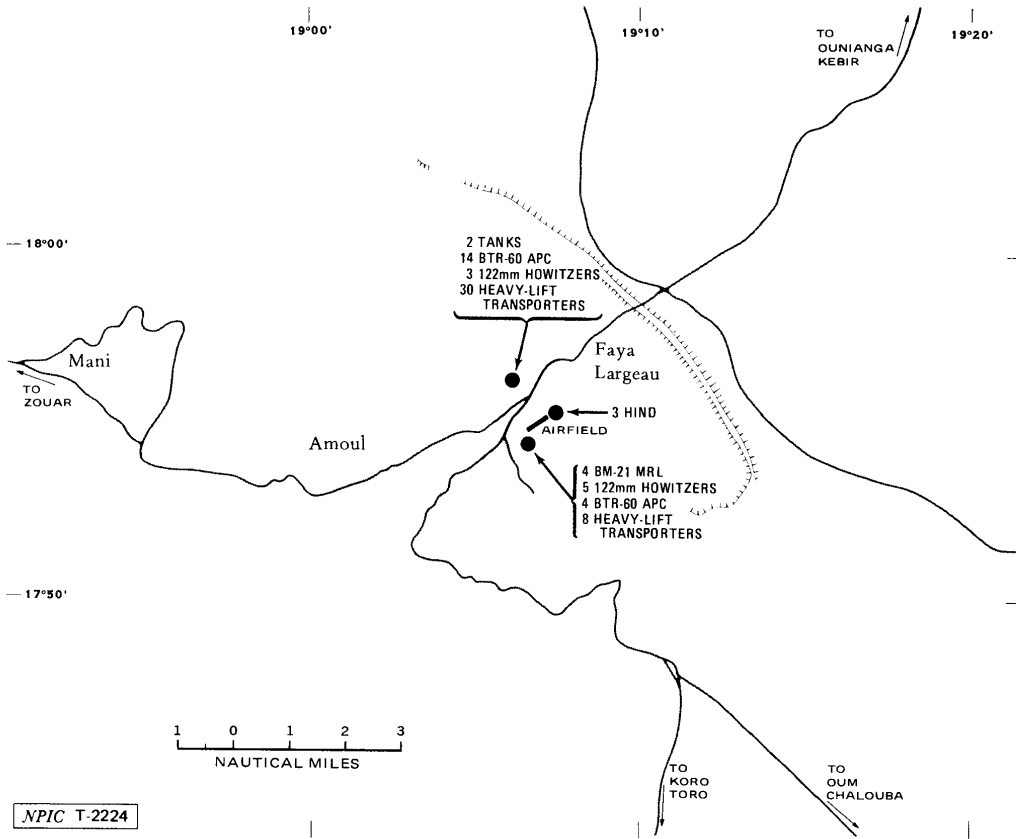 19°00'
19°10'
19°20'
TO
OUNIANGA
KEBIR
18°00'
2 TANKS
14 BTR-60 APC
3 122mm HOWITZERS
30 HEAVY-LIFT
TRANSPORTERS
Mani
TO
ZOUAR
Faya
Largeau
3 HIND
AIRFIELD
Amoul
4 BM-21 MRL
5 122mm HOWITZERS
4 BTR-60 APC
8 HEAVY-LIFT
TRANSPORTERS
17°50'
1 0 1 2 3
NAUTICAL MILES
TO
KORO
TORO
TO
OUM
CHALOUBA
NPIC T-2224